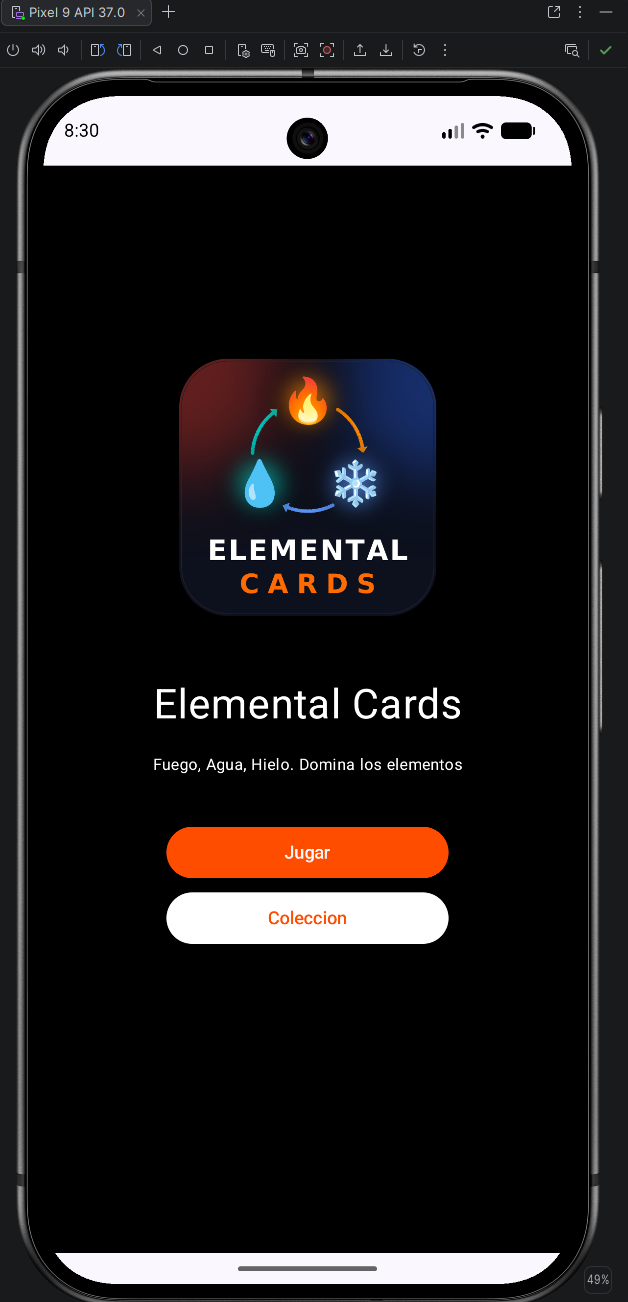 Pixel 9 API 37.0
8:30
ELEMENTAL
CARDS
Elemental Cards
Fuego, Agua, Hielo. Domina los elementos
Jugar
Coleccion
49%